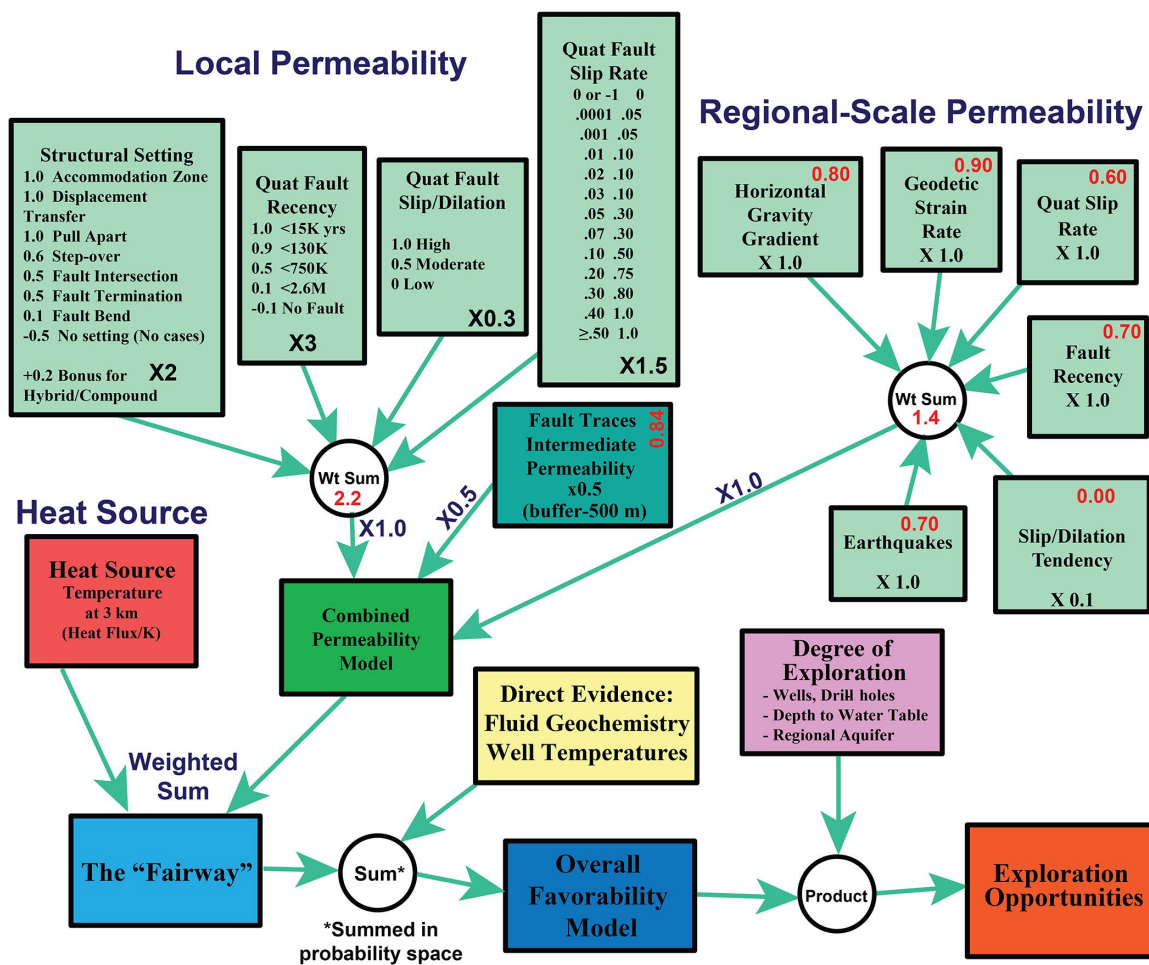 Local Permeability
Structural Setting
1.0 Accommodation Zone
1.0 Displacement
Transfer
1.0 Pull Apart
0.6 Step-over
0.5 Fault Intersection
0.5 Fault Termination
0.1 Fault Bend
-0.5 No setting (No cases)
+0.2 Bonus for
Hybrid/Compound
X2
Quat Fault
Recency
1.0 <15K yrs
0.9 <130K
0.5 <750K
0.1 <2.6M
-0.1 No Fault
X3
Quat Fault
Slip/Dilation
1.0 High
0.5 Moderate
0 Low
X0.3
Quat Fault
Slip Rate
0 or -1 0
.0001 .05
.001 .05
.01 .10
.02 .10
.03 .10
.05 .30
.07 .30
.10 .50
.20 .75
.30 .80
.40 1.0
≥.50 1.0
X1.5
Wt Sum
2.2
X1.0
Fault Traces
Intermediate
Permeability
x0.5
(buffer-500 m)
0.84
X0.5
Regional-Scale Permeability
0.80
Horizontal
Gravity
Gradient
X 1.0
0.90
Geodetic
Strain
Rate
X 1.0
0.60
Quat Slip
Rate
X 1.0
0.70
Fault
Recency
X 1.0
0.00
Slip/Dilation
Tendency
X 0.1
0.70
Earthquakes
X 1.0
Wt Sum
1.4
X1.0
Heat Source
Heat Source
Temperature
at 3 km
(Heat Flux/K)
Combined
Permeability
Model
Weighted
Sum
Direct Evidence:
Fluid Geochemistry
Well Temperatures
Degree of
Exploration
- Wells, Drill holes
- Depth to Water Table
- Regional Aquifer
The “Fairway”
Sum*
*Summed in
probability space
Overall
Favorability
Model
Product
Exploration
Opportunities